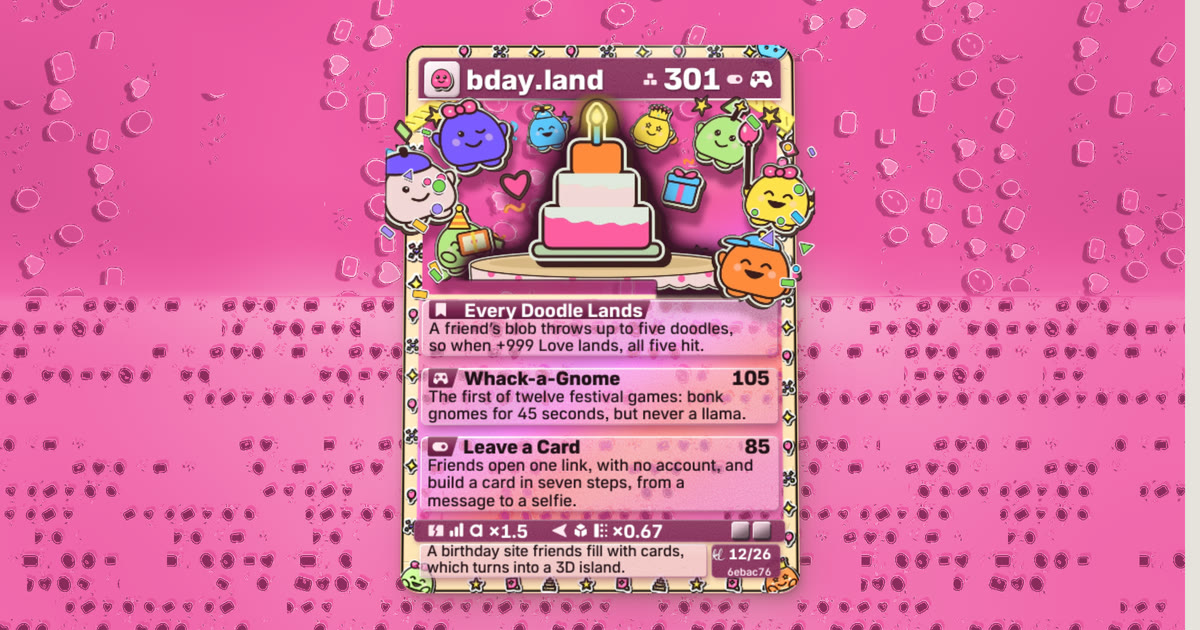 bday.land
301
Every Doodle Lands
A friend's blob throws up to five doodles,
so when +999 Love lands, all five hit.
Whack-a-Gnome
105
The first of twelve festival games: bonk
gnomes for 45 seconds, but never a llama.
Leave a Card
85
Friends open one link, with no account, and
build a card in seven steps, from a
message to a selfie.
×1.5
×0.67
A birthday site friends fill with cards,
which turns into a 3D island.
12/26
6ebac76